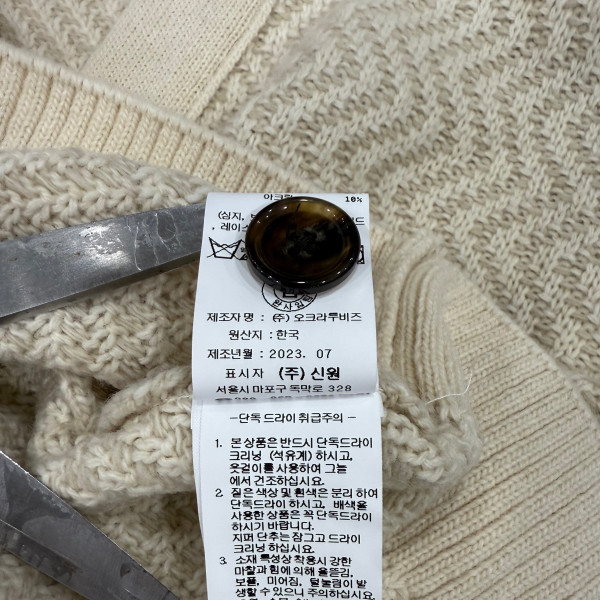 10%
(심지,
, 레이스
제조자명 : (주) 오크라투비즈
원산지 : 한국
제조년월 : 2023. 07
표시자 (주) 신원
서울시 마포구 독막로 328
-단독 드라이 취급주의-
1. 본 상품은 반드시 단독드라이
크리닝 (석유계) 하시고,
옷걸이를 사용하여 그늘
에서 건조하십시요.
2. 짙은 색상 및 흰색은 분리 하여
단독드라이 하시고, 배색을
사용한 상품은 꼭 단독드라이
하시기 바랍니다.
지퍼 단추는 잠그고 드라이
크리닝 하십시요.
3. 소재 특성상 착용시 강한
마찰과 힘에 의해 올뜯김,
보풀, 미어짐, 털눌림이 발
생할 수 있으니 주의하십시요